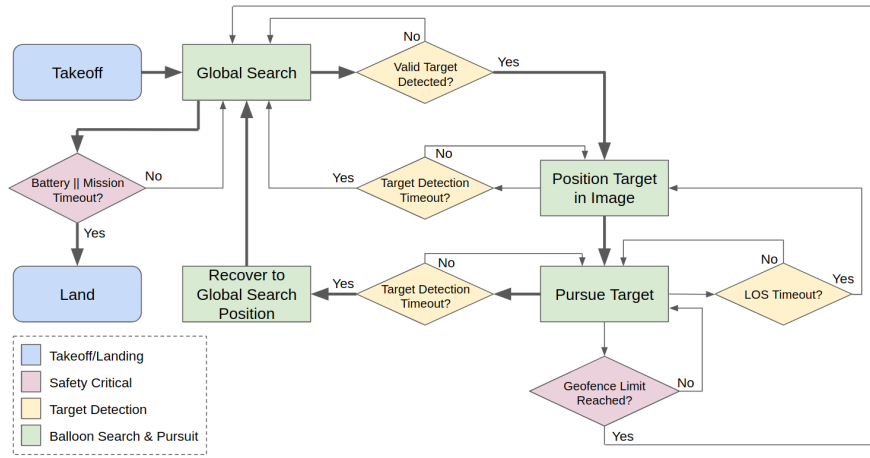 No
Takeoff
Global Search
Valid Target
Detected?
Yes
No
Battery || Mission
Timeout?
No
Yes
Target Detection
Timeout?
Position Target
in Image
Yes
Land
Recover to
Global Search
Position
Yes
No
Target Detection
Timeout?
Pursue Target
No
LOS Timeout?
Yes
Takeoff/Landing
Safety Critical
Target Detection
Balloon Search & Pursuit
Geofence Limit
Reached?
No
Yes